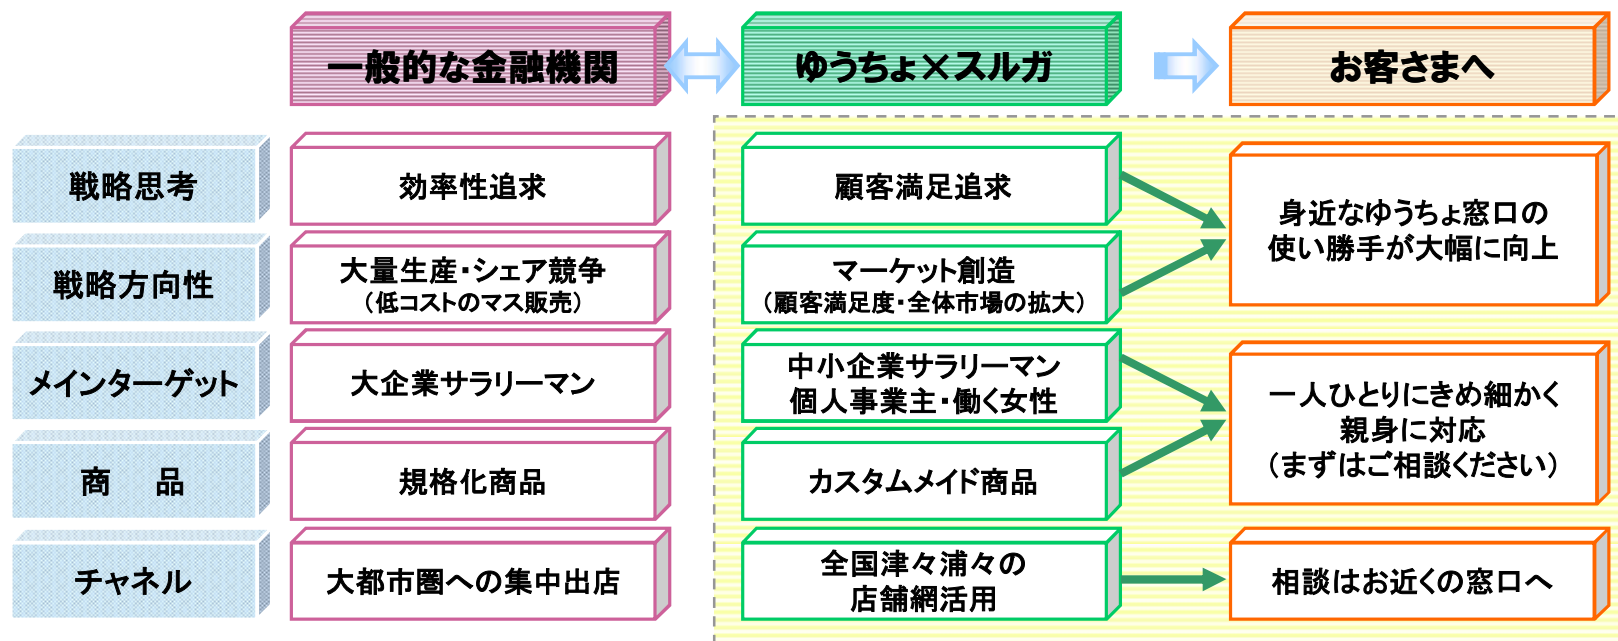 一般的な金融機関
ゆうちょ×スルガ
お客さまへ
戦略思考
効率性追求
顧客満足追求
身近なゆうちょ窓口の
使い勝手が大幅に向上
戦略方向性
大量生産・シェア競争
（低コストのマス販売）
マーケット創造
（顧客満足度・全体市場の拡大）
メインターゲット
大企業サラリーマン
中小企業サラリーマン
個人事業主・働く女性
一人ひとりにきめ細かく
親身に対応
（まずはご相談ください）
商　品
規格化商品
カスタムメイド商品
チャネル
大都市圏への集中出店
全国津々浦々の
店舗網活用
相談はお近くの窓口へ